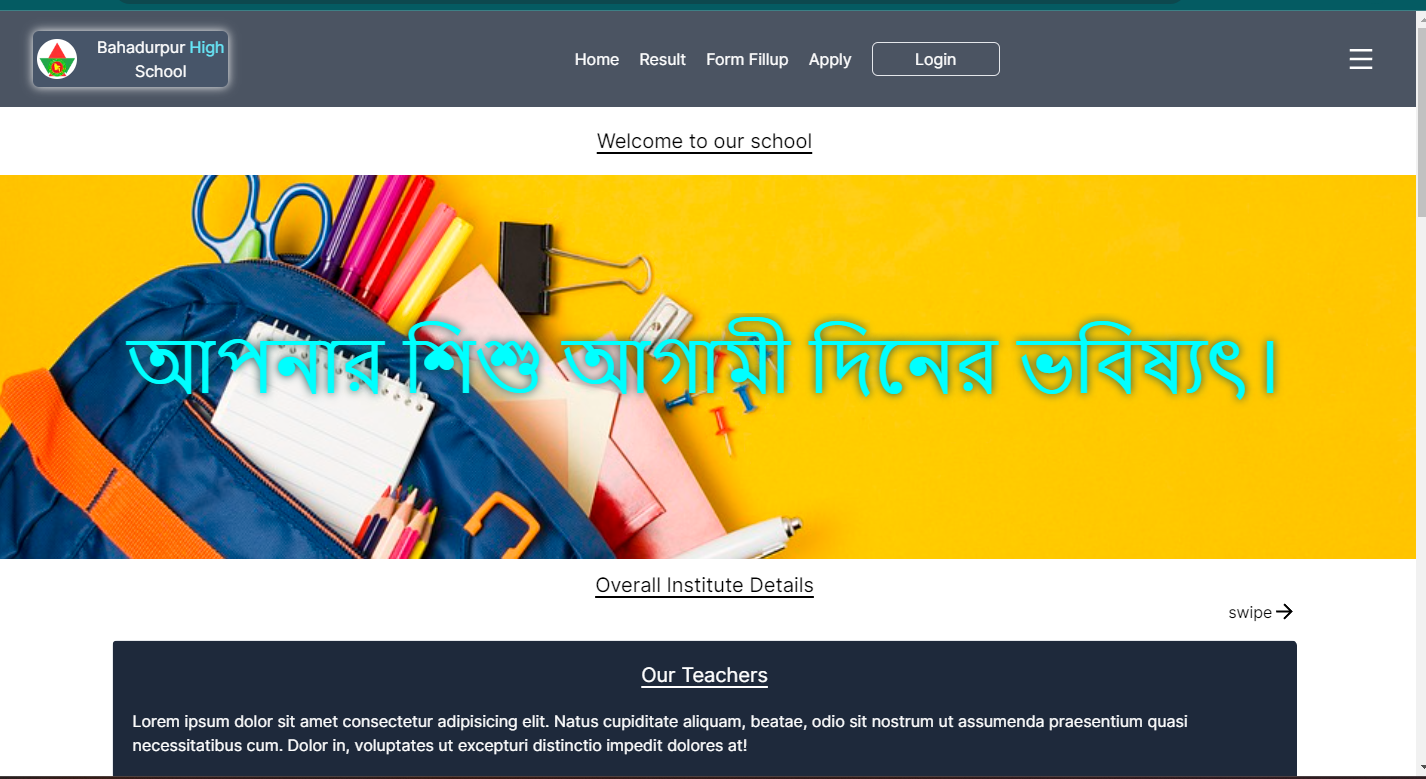 Bahadurpur High
School
Home Result Form Fillup Apply Login
Welcome to our school
আপনার শিশু আগামী দিনের ভবিষ্যৎ।
Overall Institute Details
swipe
Our Teachers
Lorem ipsum dolor sit amet consectetur adipisicing elit. Natus cupiditate aliquam, beatae, odio sit nostrum ut assumenda praesentium quasi
necessitatibus cum. Dolor in, voluptates ut excepturi distinctio impedit dolores at!